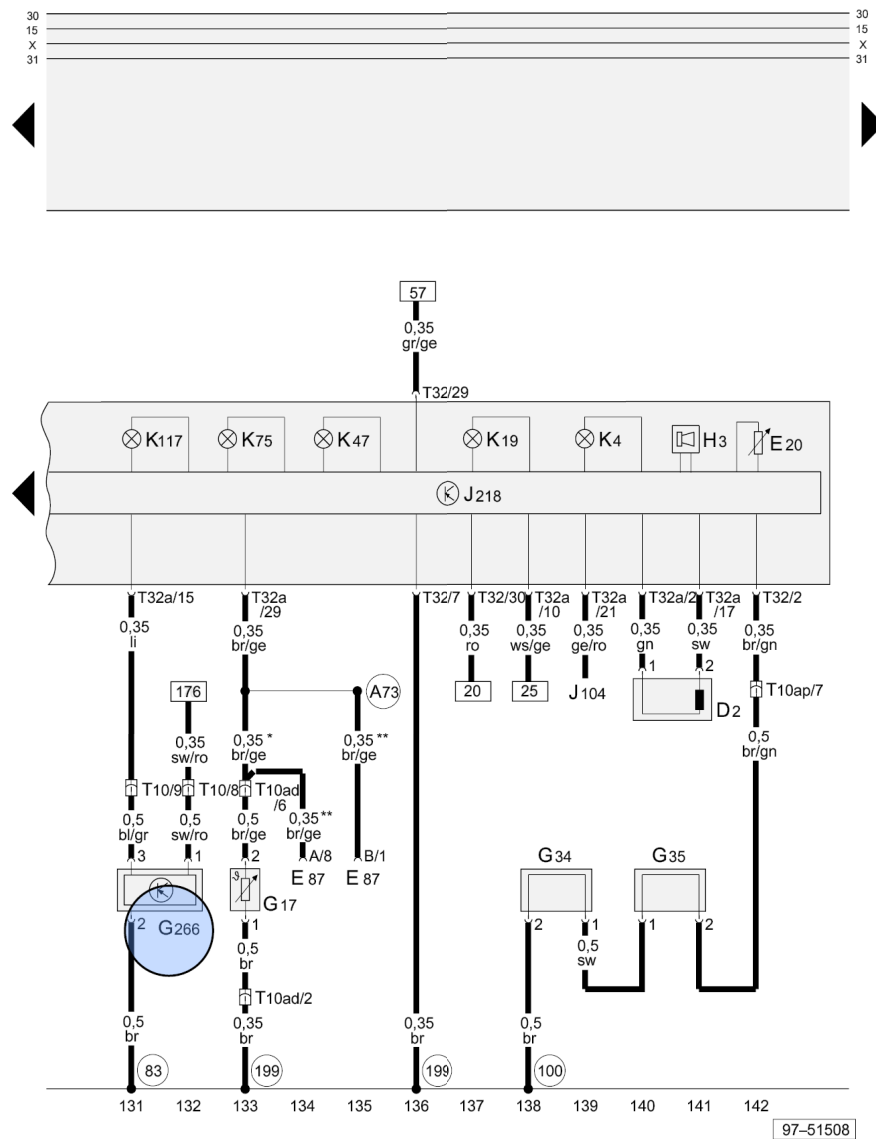 30 30
15 15
X X
31 31
57
0,35
gr/ge
T32/29
K117 K75 K47 K19 K4 H3 E20
J218
T32a/15 T32a T32/7 T32/30 T32a T32a T32a/2 T32a T32/2
/29 /10 /21 /17
0,35 0,35 0,35 0,35 0,35 0,35 0,35 0,35
li br/ge ro ws/ge ge/ro gn sw br/gn
1 2
176 A73 20 25 J104 D2 T10ap/7
0,35 0,35 * 0,35 ** 0,5
sw/ro br/ge br/ge br/gn
T10/9 T10/8 T10ad
/6
0,5 0,5 0,5 0,35**
bl/gr sw/ro br/ge br/ge
3 1 2 A/8 B/1 G34 G35
E87 E87
G17
2 G266 1 2 1 1 2
0,5 0,5
br sw
T10ad/2
0,5 0,35 0,35 0,5
br br br br
83 199 199 100
131 132 133 134 135 136 137 138 139 140 141 142
97–51508